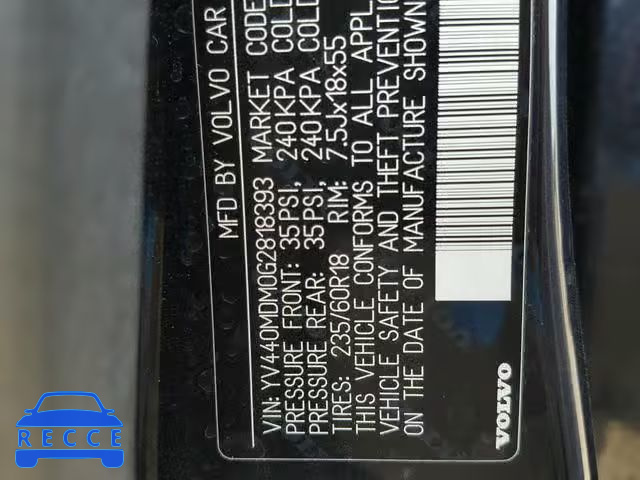 MFD BY VOLVO CAR
VIN: YV440MDM0G2818393 MARKET CODE
PRESSURE FRONT: 35PSI, 240KPA COLD
PRESSURE REAR: 35PSI, 240KPA COLD
TIRES: 235/60R18 RIM: 7.5Jx18x55
THIS VEHICLE CONFORMS TO ALL APPL
VEHICLE SAFETY AND THEFT PREVENTION
ON THE DATE OF MANUFACTURE SHOWN
VOLVO
RECCE